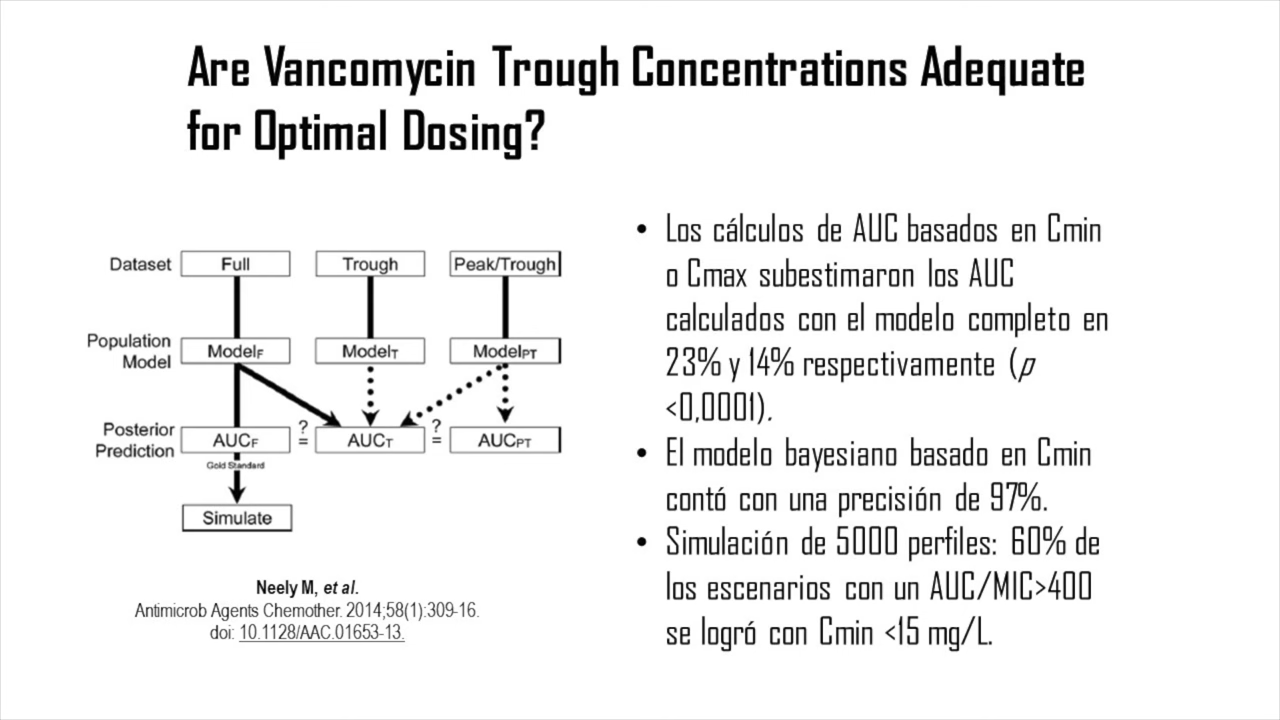 Are Vancomycin Trough Concentrations Adequate
for Optimal Dosing?
Dataset
Full
Trough
Peak/Trough
Population
Model
ModelF
ModelT
ModelPT
Posterior
Prediction
AUCF
?
=
AUCT
?
=
AUCPT
Gold Standard
Simulate
Neely M, et al.
Antimicrob Agents Chemother. 2014;58(1):309-16.
doi: 10.1128/AAC.01653-13.
• Los cálculos de AUC basados en Cmin
o Cmax subestimaron los AUC
calculados con el modelo completo en
23% y 14% respectivamente (p
<0,0001).
• El modelo bayesiano basado en Cmin
contó con una precisión de 97%.
• Simulación de 5000 perfiles: 60% de
los escenarios con un AUC/MIC>400
se logró con Cmin <15 mg/L.